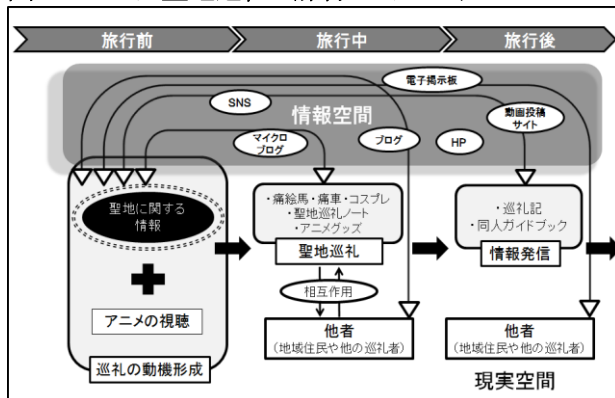 旅行前
旅行中
旅行後
電子掲示板
SNS
情報空間
動画投稿
サイト
マイクロ
ブログ
ブログ
HP
聖地に関する
情報
アニメの視聴
巡礼の動機形成
・痛絵馬・痛車・コスプレ
・聖地巡礼ノート
・アニメグッズ
聖地巡礼
相互作用
他者
(地域住民や他の巡礼者)
・巡礼記
・同人ガイドブック
情報発信
他者
(地域住民や他の巡礼者)
現実空間